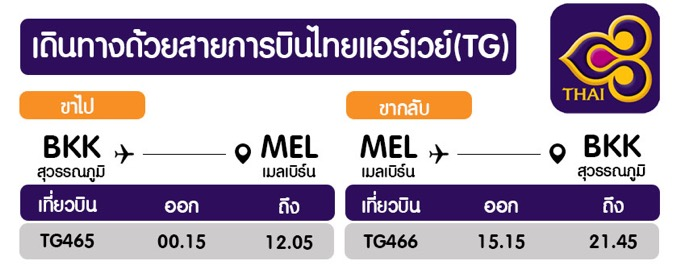 เดินทางด้วยสายการบินไทยแอร์เวย์(TG)
THAI
ขาไป
BKK MEL
สุวรรณภูมิ เมลเบิร์น
เที่ยวบิน ออก ถึง
TG465 00.15 12.05
ขากลับ
MEL BKK
เมลเบิร์น สุวรรณภูมิ
เที่ยวบิน ออก ถึง
TG466 15.15 21.45